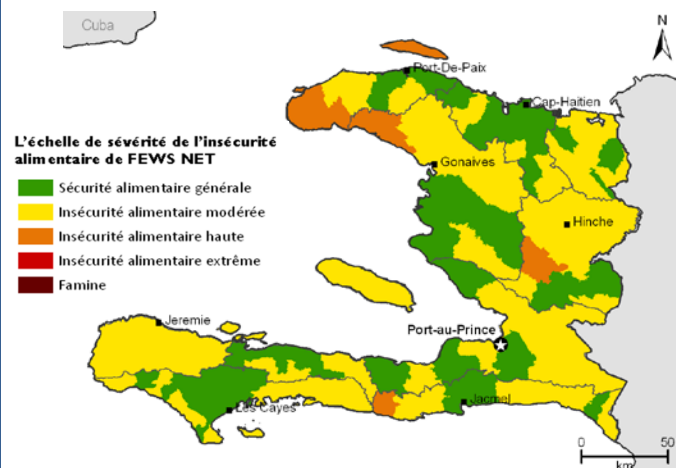 Cuba
N
Port-De-Paix
Cap-Haitien
L'échelle de sévérité de l'insécurité
alimentaire de FEWS NET
Gonaives
Sécurité alimentaire générale
Insécurité alimentaire modérée
Hinche
Insécurité alimentaire haute
Insécurité alimentaire extrême
Famine
Jeremie
Port-au-Prince
Les Cayes
Jacmel
0 50
km